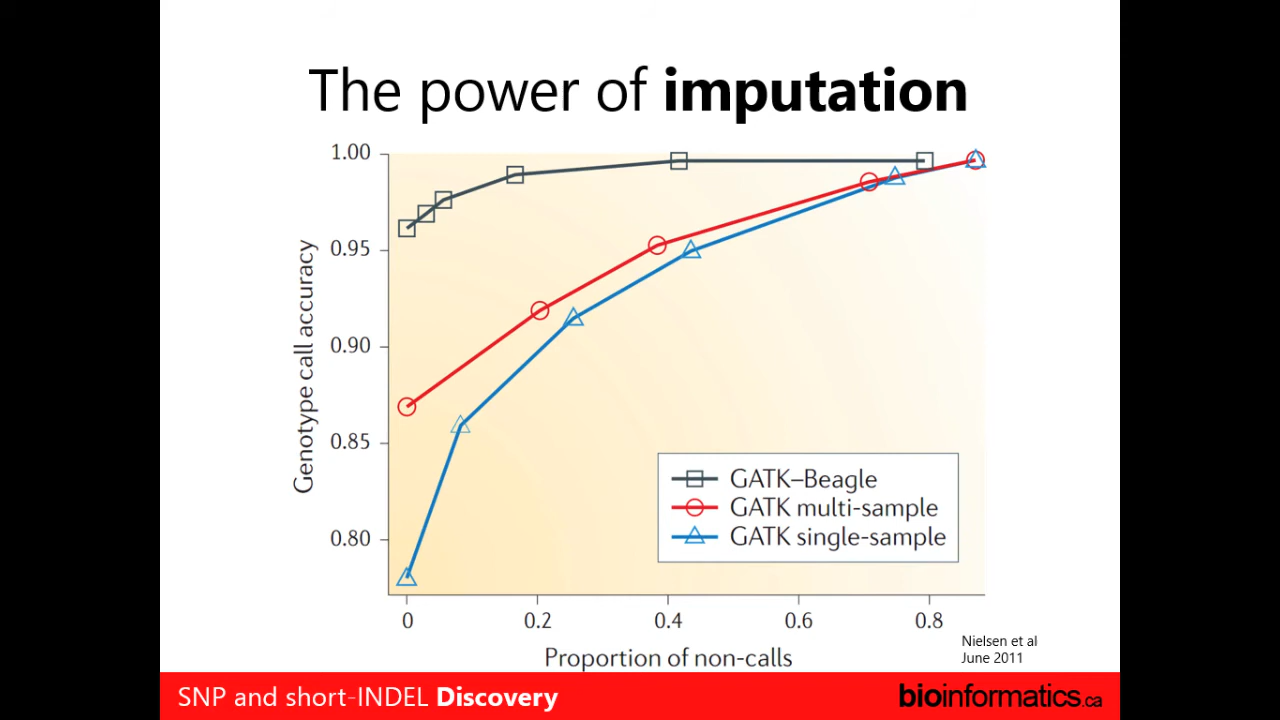 The power of imputation
1.00
0.95
0.90
0.85
0.80
Genotype call accuracy
GATK–Beagle
GATK multi-sample
GATK single-sample
0 0.2 0.4 0.6 0.8
Proportion of non-calls
Nielsen et al
June 2011
SNP and short-INDEL Discovery
bioinformatics.ca